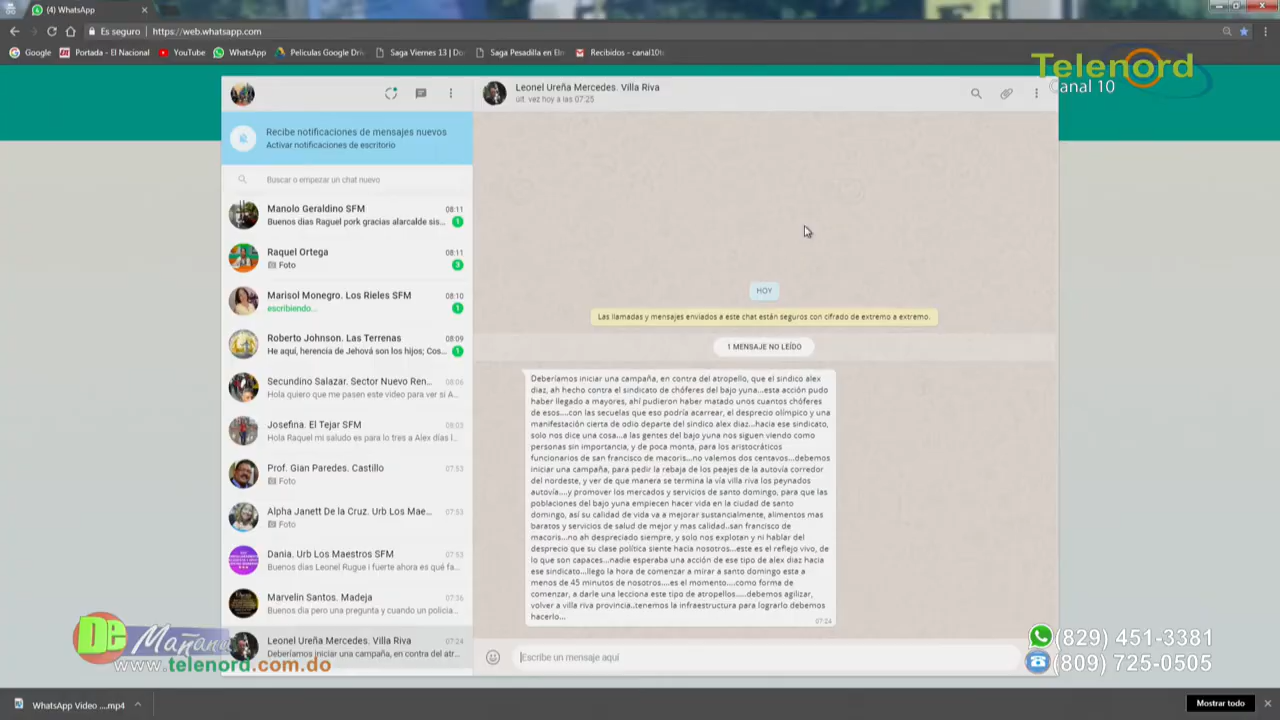 (4) WhatsApp
Es seguro | https://web.whatsapp.com
Google
Portada - El Nacional
YouTube
WhatsApp
Peliculas Google Driv
Saga Viernes 13 | Do
Saga Pesadilla en Elm
Recibidos - canal10t
Telenord
Canal 10
Leonel Ureña Mercedes. Villa Riva
últ. vez hoy a las 07:25
Recibe notificaciones de mensajes nuevos
Activar notificaciones de escritorio
Buscar o empezar un chat nuevo
Manolo Geraldino SFM 08:11
Buenos dias Raguel pork gracias alarcalde sis... 1
Raquel Ortega 08:11
Foto 3
Marisol Monegro. Los Rieles SFM 08:10
escribiendo... 1
Roberto Johnson. Las Terrenas 08:09
He aquí, herencia de Jehová son los hijos; Cos... 1
Secundino Salazar. Sector Nuevo Ren... 08:06
Hola quiero que me pasen este video para ver si A...
Josefina. El Tejar SFM 08:03
Hola Raquel mi saludo es para lo tres a Alex días l...
Prof. Gian Paredes. Castillo 07:53
Foto
Alpha Janett De la Cruz. Urb Los Mae... 07:53
Foto
Dania. Urb Los Maestros SFM 07:53
Buenos días Leonel Rugue i fuerte ahora es qué fa...
Marvelin Santos. Madeja 07:36
Buenos dia pero una pregunta y cuando un policia...
Leonel Ureña Mercedes. Villa Riva 07:24
Deberíamos iniciar una campaña, en contra del atr...
HOY
Las llamadas y mensajes enviados a este chat están seguros con cifrado de extremo a extremo.
1 MENSAJE NO LEÍDO
Deberíamos iniciar una campaña, en contra del atropello, que el sindico alex
diaz, ah hecho contra el sindicato de chóferes del bajo yuna...esta acción pudo
haber llegado a mayores, ahí pudieron haber matado unos cuantos chóferes
de esos....con las secuelas que eso podría acarrear, el desprecio olímpico y una
manifestación cierta de odio departe del sindico alex diaz...hacia ese sindicato,
solo nos dice una cosa...a las gentes del bajo yuna nos siguen viendo como
personas sin importancia, y de poca monta, para los aristocráticos
funcionarios de san francisco de macoris...no valemos dos centavos...debemos
iniciar una campaña, para pedir la rebaja de los peajes de la autovía corredor
del nordeste, y ver de que manera se termina la vía villa riva los peynados
autovía....y promover los mercados y servicios de santo domingo, para que las
poblaciones del bajo yuna empiecen hacer vida en la ciudad de santo
domingo, así su calidad de vida va a mejorar sustancialmente, alimentos mas
baratos y servicios de salud de mejor y mas calidad..san francisco de
macoris...no ah despreciado siempre, y solo nos explotan y ni hablar del
desprecio que su clase política siente hacia nosotros...este es el reflejo vivo, de
lo que son capaces...nadie esperaba una acción de ese tipo de alex diaz hacia
ese sindicato...llego la hora de comenzar a mirar a santo domingo esta a
menos de 45 minutos de nosotros....es el momento....como forma de
comenzar, a darle una lecciona este tipo de atropellos.....debemos agilizar,
volver a villa riva provincia..tenemos la infraestructura para lograrlo debemos
hacerlo...
07:24
Escribe un mensaje aquí
De Mañana
www.telenord.com.do
(829) 451-3381
(809) 725-0505
WhatsApp Video ....mp4
Mostrar todo